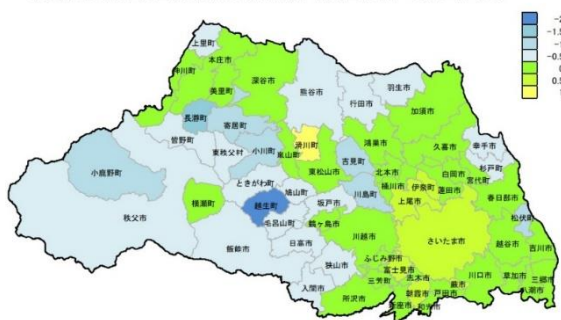 上里町
本庄市
神川町
美里町
深谷市
熊谷市
行田市
羽生市
加須市
長瀞町
寄居町
皆野町
東秩父村
小川町
嵐山町
滑川町
東松山市
吉見町
鴻巣市
久喜市
幸手市
杉戸町
宮代町
白岡市
北本市
桶川市
伊奈町
蓮田市
春日部市
小鹿野町
ときがわ町
鳩山町
川島町
上尾市
松伏町
秩父市
横瀬町
越生町
毛呂山町
坂戸市
鶴ヶ島市
川越市
さいたま市
越谷市
吉川市
飯能市
日高市
狭山市
ふじみ野市
富士見市
三芳町
志木市
川口市
草加市
三郷市
八潮市
入間市
所沢市
朝霞市
戸田市
蕨市
新座市
和光市